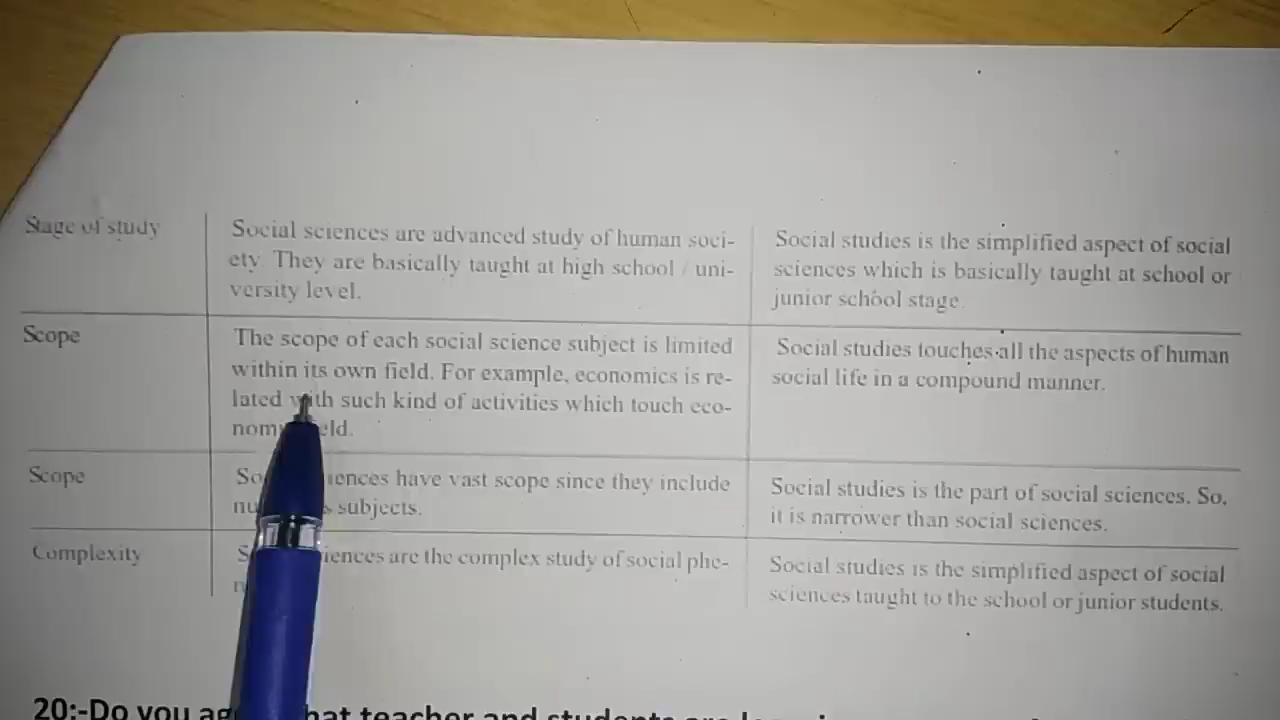 Stage of study
Social sciences are advanced study of human soci-
ety. They are basically taught at high school / uni-
versity level.
Social studies is the simplified aspect of social
sciences which is basically taught at school or
junior school stage.
Scope
The scope of each social science subject is limited
within its own field. For example, economics is re-
lated with such kind of activities which touch eco-
Social studies touches all the aspects of human
social life in a compound manner.
Scope
have vast scope since they include
subjects.
Social studies is the part of social sciences. So,
it is narrower than social sciences.
Complexity
are the complex study of social phe-
Social studies is the simplified aspect of social
sciences taught to the school or junior students.
20:-Do you teacher and students are